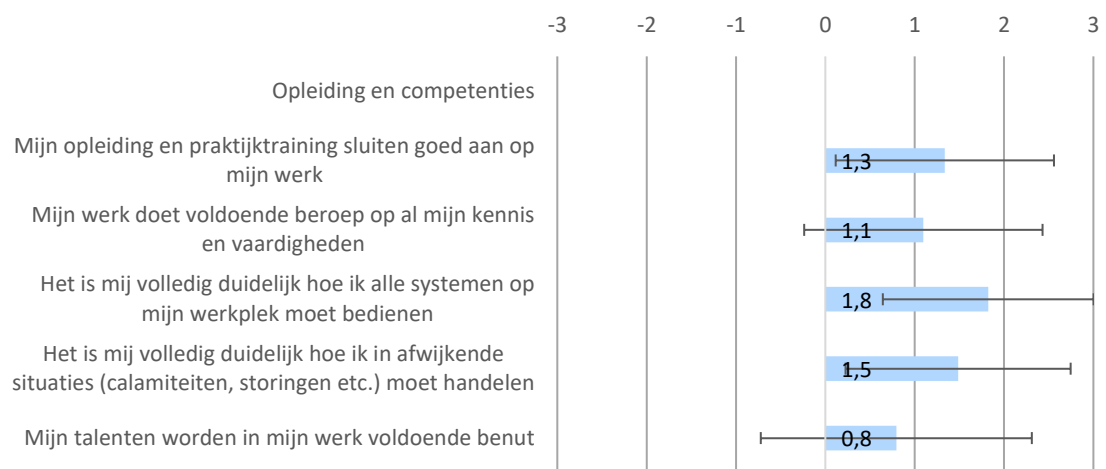 -3 -2 -1 0 1 2 3
Opleiding en competenties
Mijn opleiding en praktijktraining sluiten goed aan op
mijn werk
1,3
Mijn werk doet voldoende beroep op al mijn kennis
en vaardigheden
1,1
Het is mij volledig duidelijk hoe ik alle systemen op
mijn werkplek moet bedienen
1,8
Het is mij volledig duidelijk hoe ik in afwijkende
situaties (calamiteiten, storingen etc.) moet handelen
1,5
Mijn talenten worden in mijn werk voldoende benut
0,8